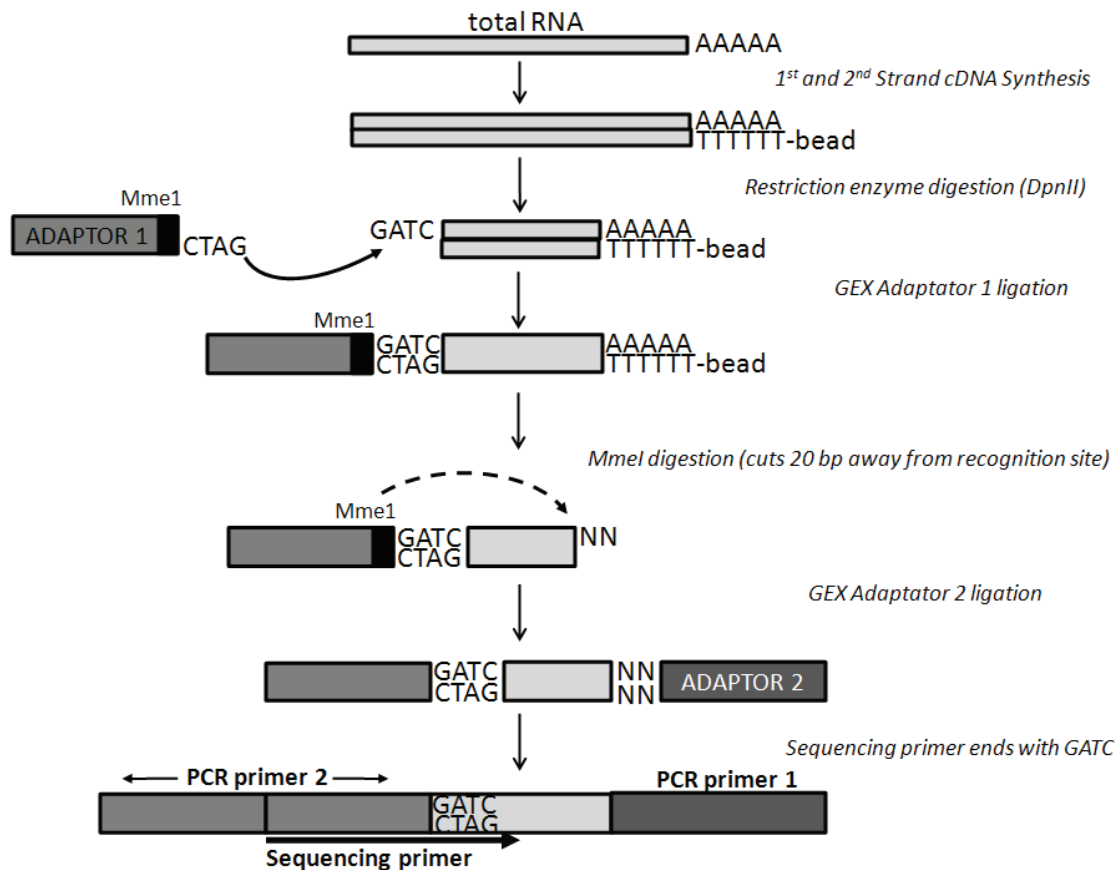 total RNA
AAAAA
1st and 2nd Strand cDNA Synthesis
AAAAA
TTTTTT-bead
Restriction enzyme digestion (DpnII)
Mme1
ADAPTOR 1
CTAG
GATC
AAAAA
TTTTTT-bead
GEX Adaptator 1 ligation
Mme1
GATC
CTAG
AAAAA
TTTTTT-bead
MmeI digestion (cuts 20 bp away from recognition site)
Mme1
GATC
CTAG
NN
GEX Adaptator 2 ligation
GATC
CTAG
NN
NN
ADAPTOR 2
Sequencing primer ends with GATC
PCR primer 2
PCR primer 1
GATC
CTAG
Sequencing primer